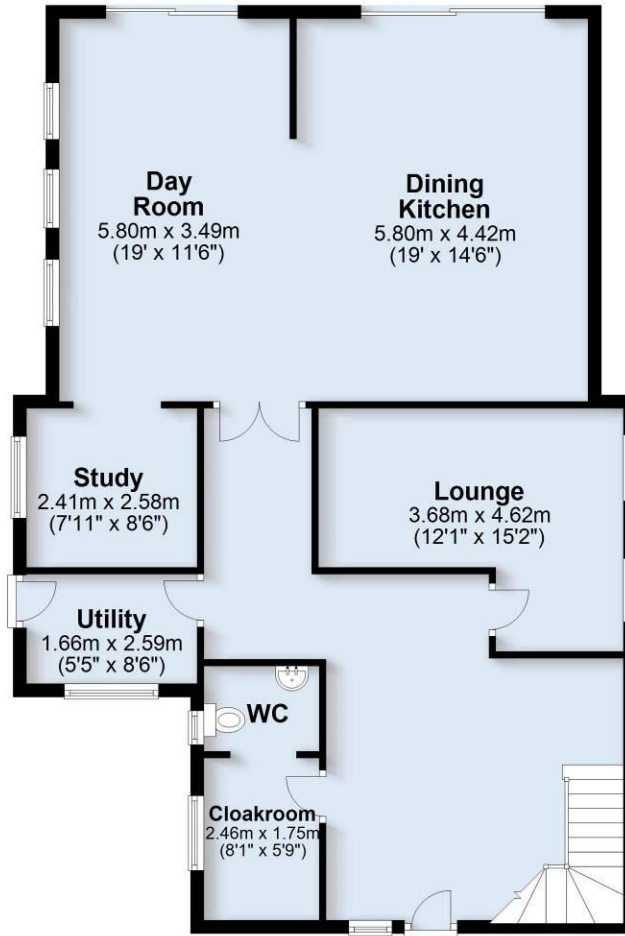 Day
Room
5.80m x 3.49m
(19' x 11'6")
Dining
Kitchen
5.80m x 4.42m
(19' x 14'6")
Study
2.41m x 2.58m
(7'11" x 8'6")
Lounge
3.68m x 4.62m
(12'1" x 15'2")
Utility
1.66m x 2.59m
(5'5" x 8'6")
WC
Cloakroom
2.46m x 1.75m
(8'1" x 5'9")